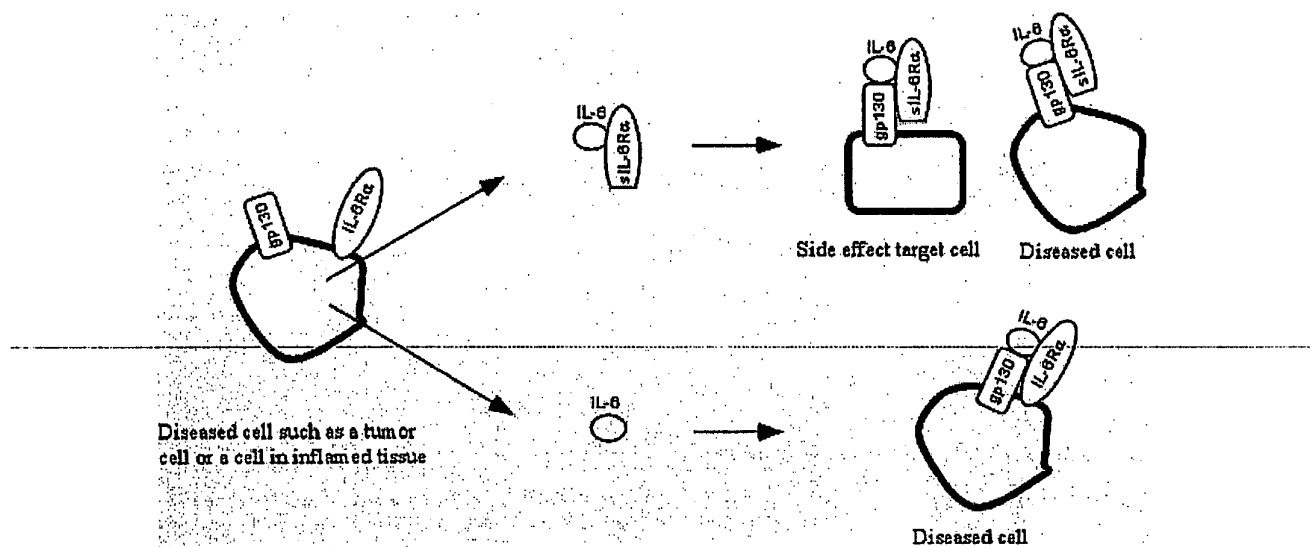 IL-6
sIL-6Rα
gp130
IL-6
sIL-6Rα
gp130
IL-6
sIL-6Rα
Side effect target cell
Diseased cell
gp130
IL-6Rα
Diseased cell such as a tumor
cell or a cell in inflamed tissue
IL-6
gp130
IL-6
IL-6Rα
Diseased cell